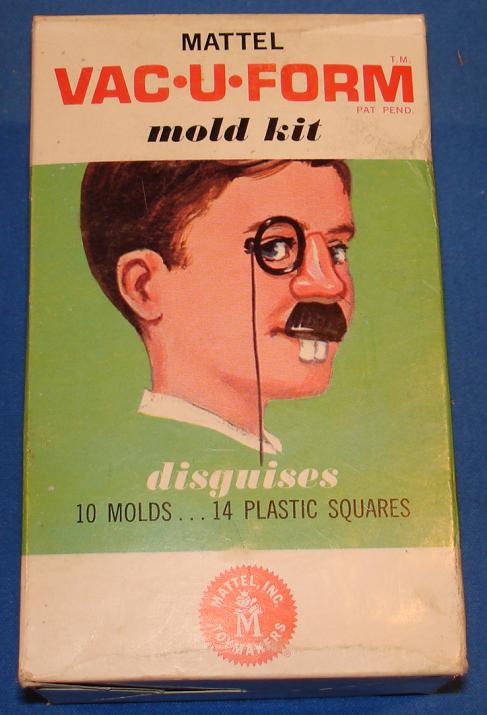 MATTEL
T.M.
VAC•U•FORM
PAT PEND.
mold kit
disguises
10 MOLDS...14 PLASTIC SQUARES
MATTEL, INC.
M
TOYMAKERS
®